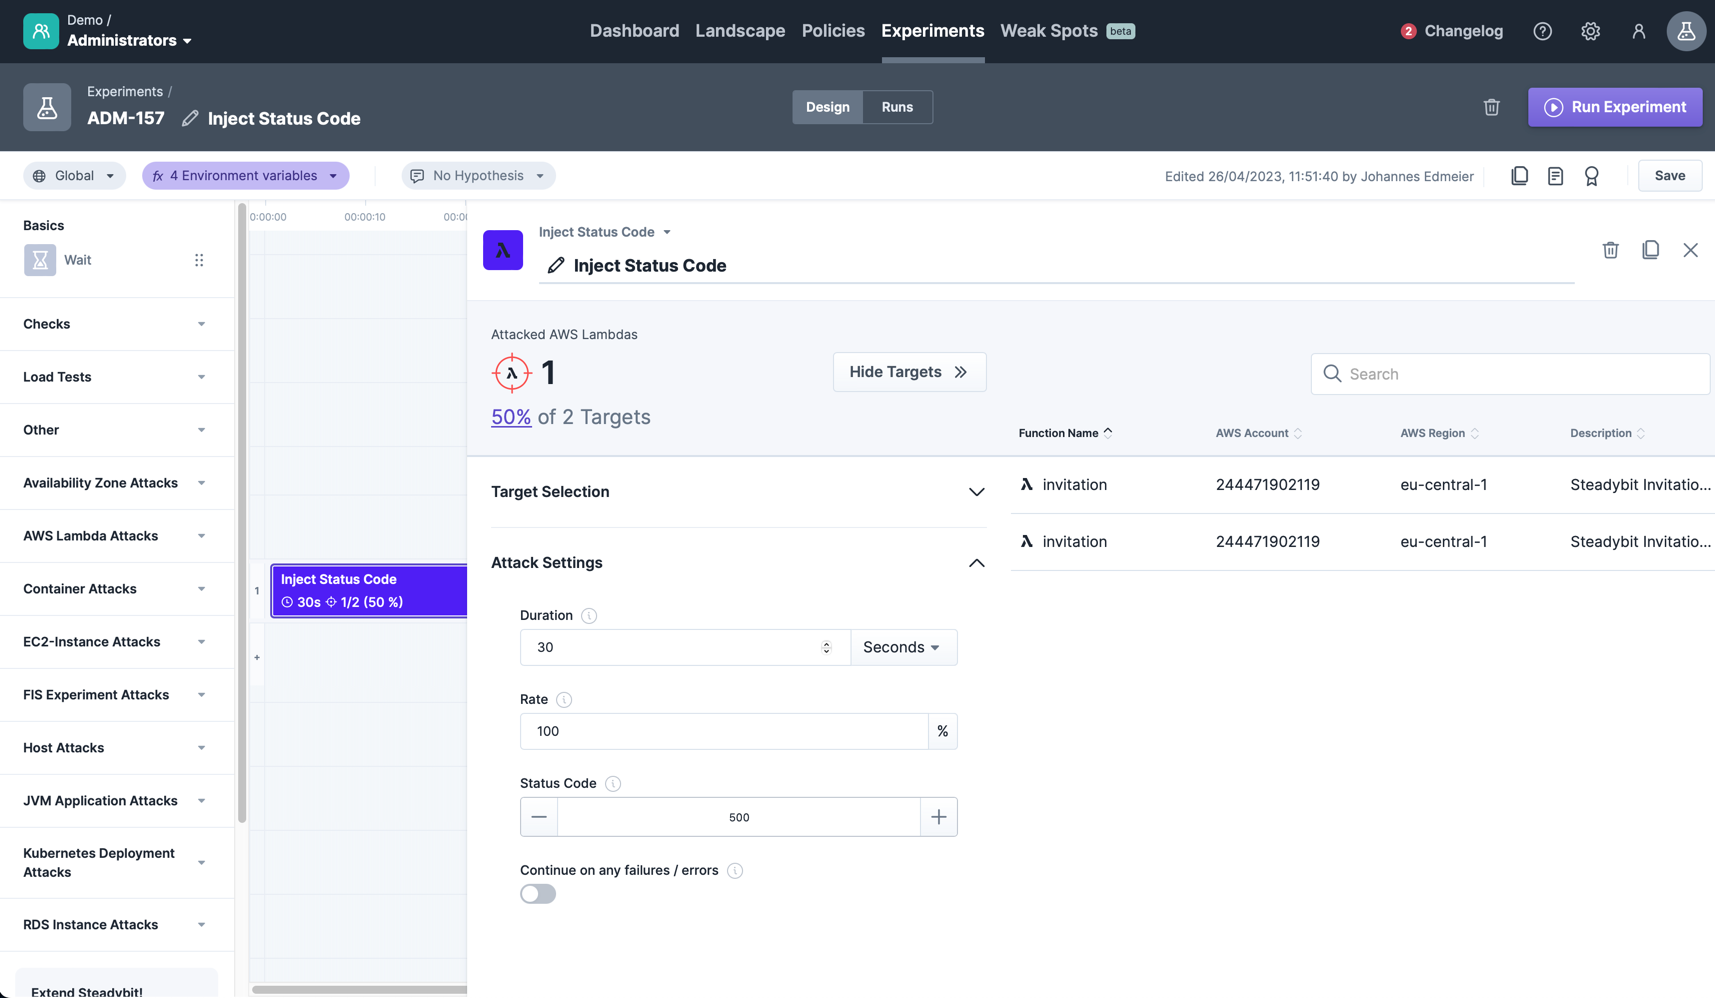 Demo /
Administrators
Dashboard Landscape Policies Experiments Weak Spots beta
2 Changelog
Experiments /
ADM-157 Inject Status Code
Design Runs
Run Experiment
Global
fx 4 Environment variables
No Hypothesis
Edited 26/04/2023, 11:51:40 by Johannes Edmeier
Save
Basics
Wait
Checks
Load Tests
Other
Availability Zone Attacks
AWS Lambda Attacks
Container Attacks
EC2-Instance Attacks
FIS Experiment Attacks
Host Attacks
JVM Application Attacks
Kubernetes Deployment
Attacks
RDS Instance Attacks
Extend Steadybit!
0:00:00 00:00:10 00:00
1
Inject Status Code
30s 1/2 (50 %)
+
Inject Status Code
Inject Status Code
Attacked AWS Lambdas
1
50% of 2 Targets
Hide Targets
Search
Function Name AWS Account AWS Region Description
invitation 244471902119 eu-central-1 Steadybit Invitatio...
invitation 244471902119 eu-central-1 Steadybit Invitatio...
Target Selection
Attack Settings
Duration
30 Seconds
Rate
100 %
Status Code
500
Continue on any failures / errors